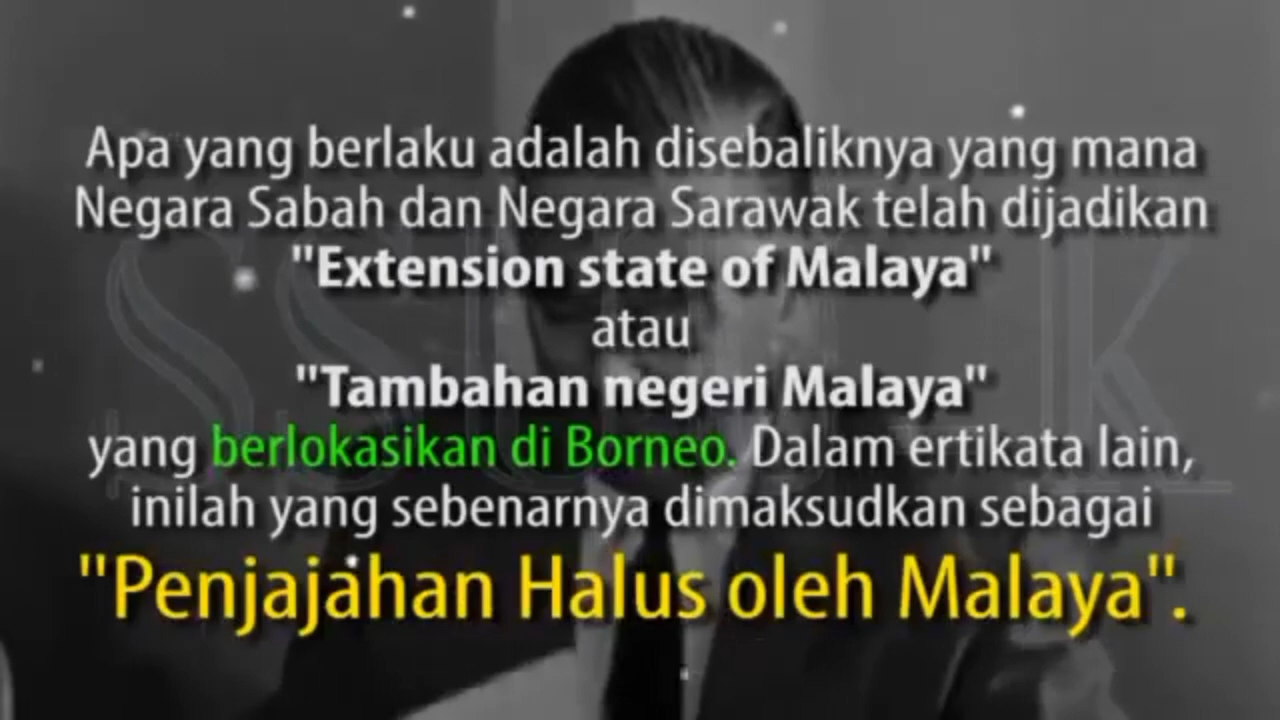 Apa yang berlaku adalah disebaliknya yang mana
Negara Sabah dan Negara Sarawak telah dijadikan
"Extension state of Malaya"
atau
"Tambahan negeri Malaya"
yang berlokasikan di Borneo. Dalam ertikata lain,
inilah yang sebenarnya dimaksudkan sebagai
"Penjajahan Halus oleh Malaya".